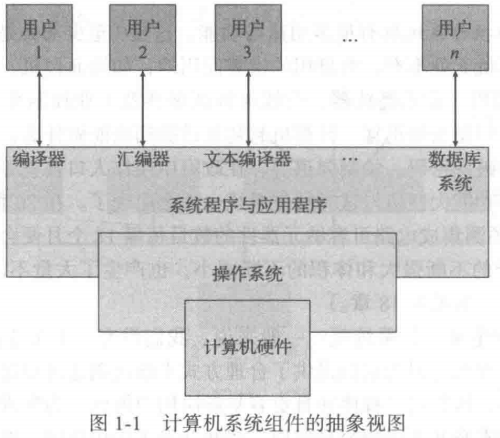 用户 用户 用户 用户
1 2 3 … n
编译器 汇编器 文本编译器 … 数据库
系统
系统程序与应用程序
操作系统
计算机硬件
图 1-1 计算机系统组件的抽象视图